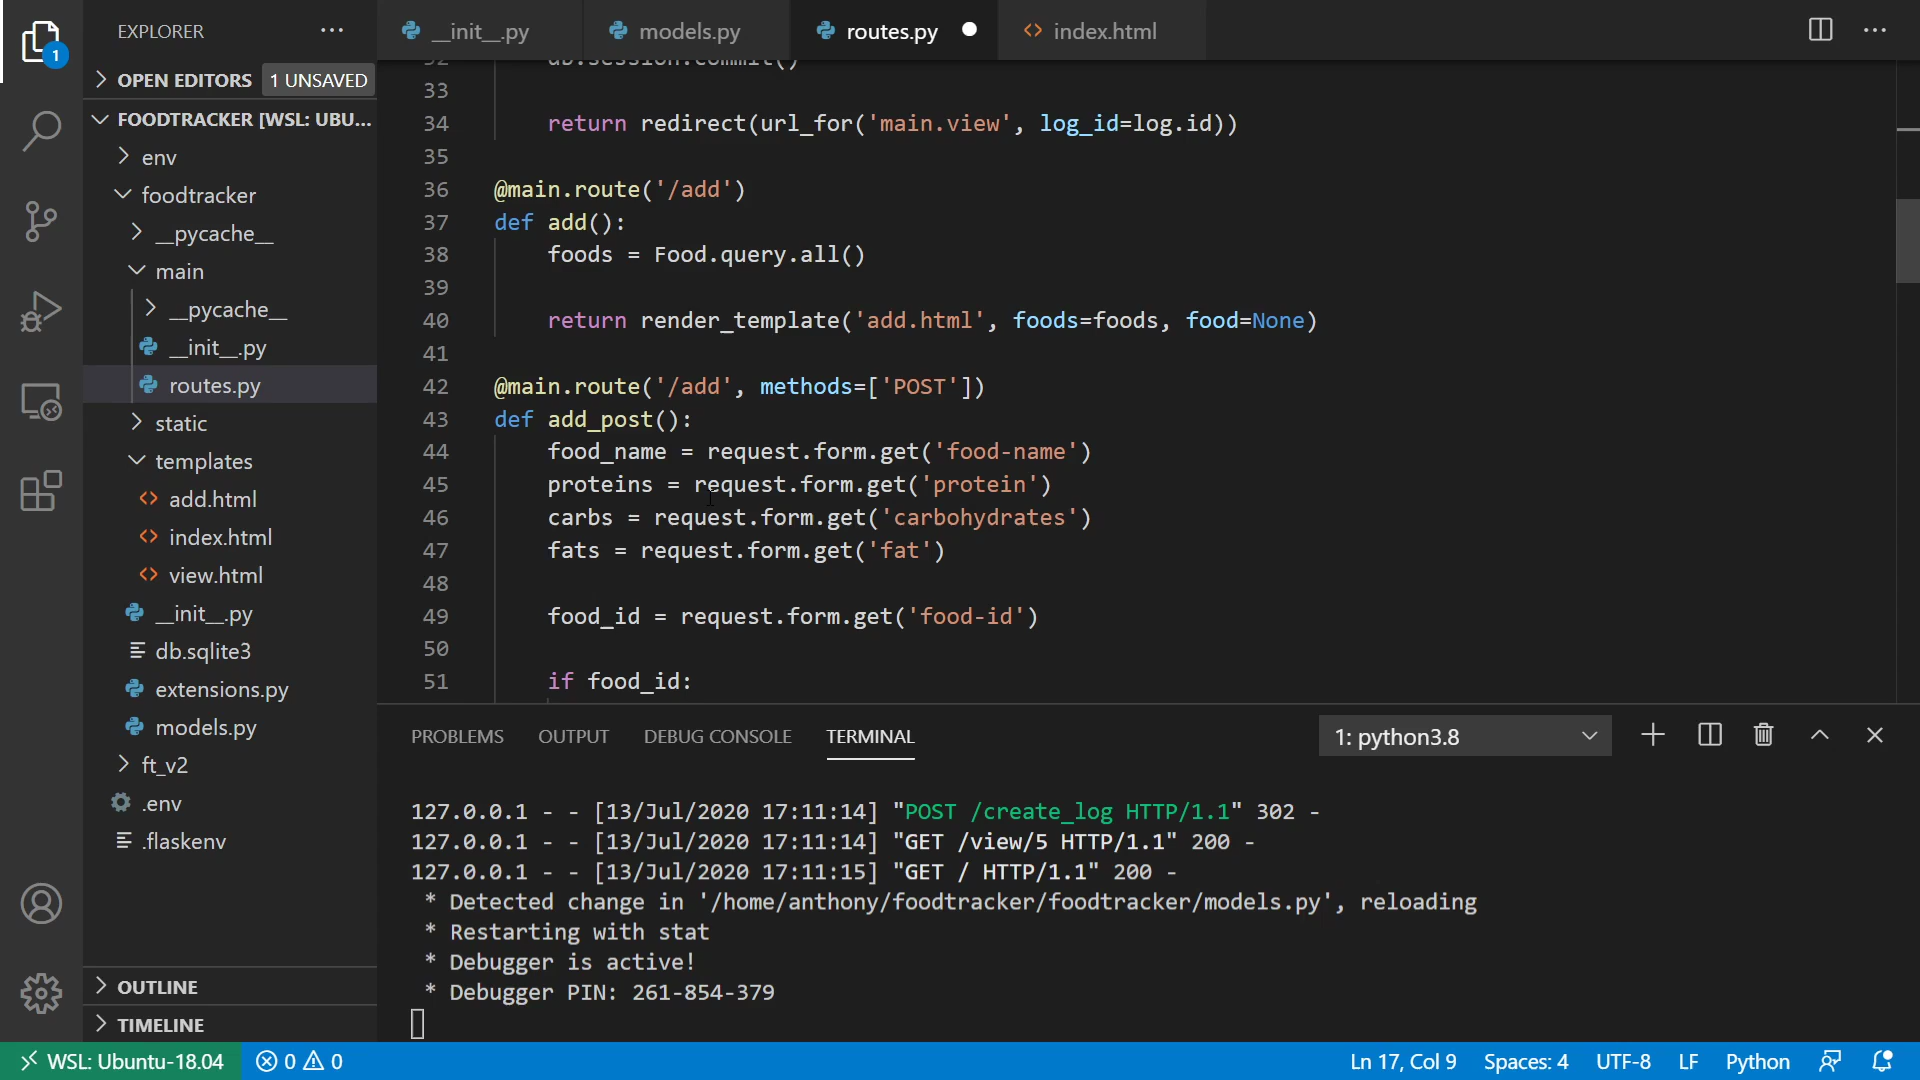 EXPLORER
1
OPEN EDITORS
1 UNSAVED
FOODTRACKER [WSL: UBU...
env
foodtracker
__pycache__
main
__pycache__
__init__.py
routes.py
static
templates
add.html
index.html
view.html
__init__.py
db.sqlite3
extensions.py
models.py
ft_v2
.env
.flaskenv
OUTLINE
TIMELINE
__init__.py
models.py
routes.py
index.html
32 db.session.commit()
33
34 return redirect(url_for('main.view', log_id=log.id))
35
36 @main.route('/add')
37 def add():
38 foods = Food.query.all()
39
40 return render_template('add.html', foods=foods, food=None)
41
42 @main.route('/add', methods=['POST'])
43 def add_post():
44 food_name = request.form.get('food-name')
45 proteins = request.form.get('protein')
46 carbs = request.form.get('carbohydrates')
47 fats = request.form.get('fat')
48
49 food_id = request.form.get('food-id')
50
51 if food_id:
PROBLEMS OUTPUT DEBUG CONSOLE TERMINAL
1: python3.8
127.0.0.1 - - [13/Jul/2020 17:11:14] "POST /create_log HTTP/1.1" 302 -
127.0.0.1 - - [13/Jul/2020 17:11:14] "GET /view/5 HTTP/1.1" 200 -
127.0.0.1 - - [13/Jul/2020 17:11:15] "GET / HTTP/1.1" 200 -
* Detected change in '/home/anthony/foodtracker/foodtracker/models.py', reloading
* Restarting with stat
* Debugger is active!
* Debugger PIN: 261-854-379
WSL: Ubuntu-18.04 0 0 Ln 17, Col 9 Spaces: 4 UTF-8 LF Python